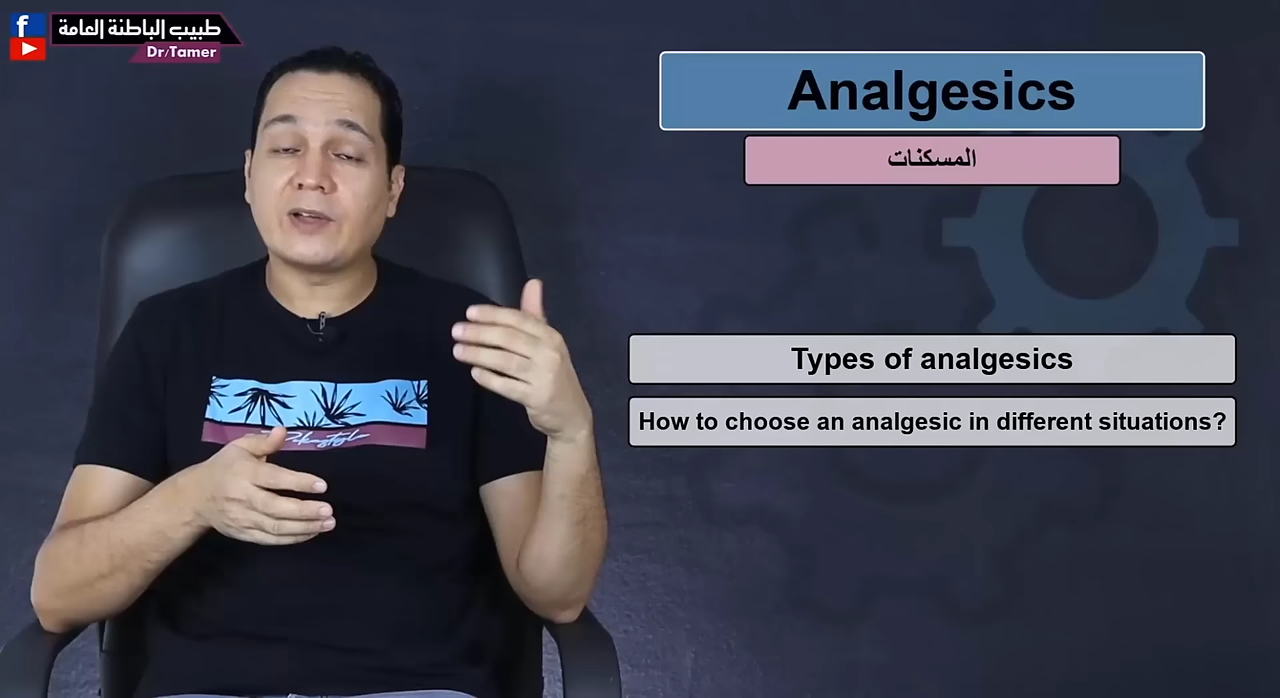 طبيب الباطنة العامة
Dr/Tamer
Analgesics
المسكنات
Types of analgesics
How to choose an analgesic in different situations?